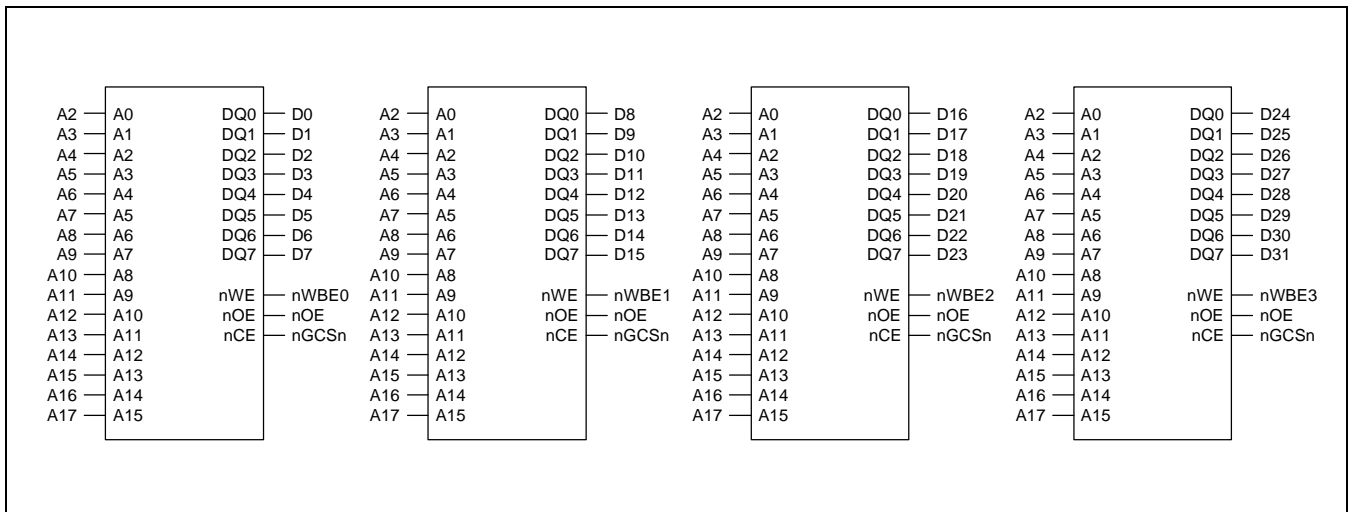 A2 A0 DQ0 D0 A2 A0 DQ0 D8 A2 A0 DQ0 D16 A2 A0 DQ0 D24
A3 A1 DQ1 D1 A3 A1 DQ1 D9 A3 A1 DQ1 D17 A3 A1 DQ1 D25
A4 A2 DQ2 D2 A4 A2 DQ2 D10 A4 A2 DQ2 D18 A4 A2 DQ2 D26
A5 A3 DQ3 D3 A5 A3 DQ3 D11 A5 A3 DQ3 D19 A5 A3 DQ3 D27
A6 A4 DQ4 D4 A6 A4 DQ4 D12 A6 A4 DQ4 D20 A6 A4 DQ4 D28
A7 A5 DQ5 D5 A7 A5 DQ5 D13 A7 A5 DQ5 D21 A7 A5 DQ5 D29
A8 A6 DQ6 D6 A8 A6 DQ6 D14 A8 A6 DQ6 D22 A8 A6 DQ6 D30
A9 A7 DQ7 D7 A9 A7 DQ7 D15 A9 A7 DQ7 D23 A9 A7 DQ7 D31
A10 A8 A10 A8 A10 A8 A10 A8
A11 A9 nWE nWBE0 A11 A9 nWE nWBE1 A11 A9 nWE nWBE2 A11 A9 nWE nWBE3
A12 A10 nOE nOE A12 A10 nOE nOE A12 A10 nOE nOE A12 A10 nOE nOE
A13 A11 nCE nGCSn A13 A11 nCE nGCSn A13 A11 nCE nGCSn A13 A11 nCE nGCSn
A14 A12 A14 A12 A14 A12 A14 A12
A15 A13 A15 A13 A15 A13 A15 A13
A16 A14 A16 A14 A16 A14 A16 A14
A17 A15 A17 A15 A17 A15 A17 A15